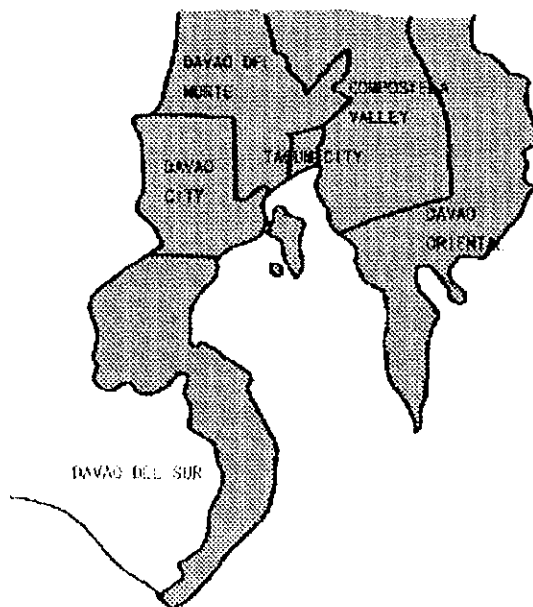 DAVAO DEL
NORTE
COMPOSTELA
VALLEY
TAGUM CITY
DAVAO
CITY
DAVAO
ORIENTAL
DAVAO DEL SUR